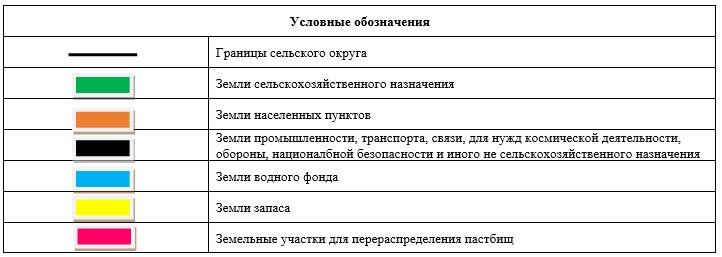 Условные обозначения
Границы сельского округа
Земли сельскохозяйственного назначения
Земли населенных пунктов
Земли промышленности, транспорта, связи, для нужд космической деятельности,
обороны, националбной безопасности и иного не сельскохозяйственного назначения
Земли водного фонда
Земли запаса
Земельные участки для перераспределения пастбищ